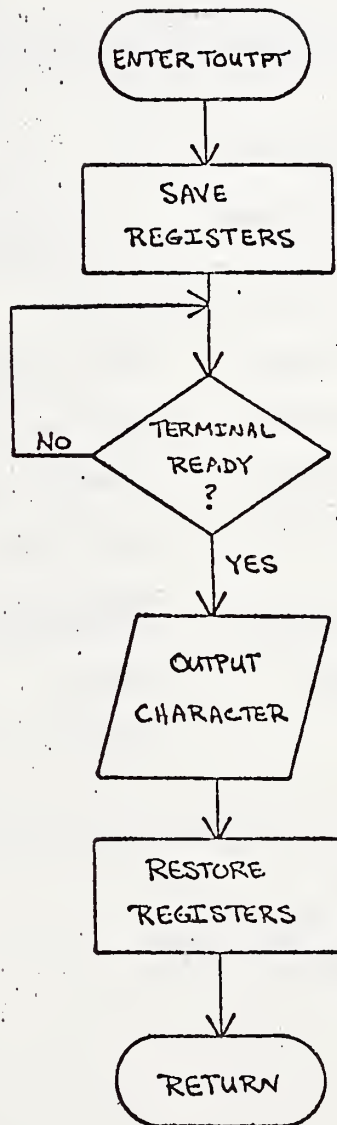 ENTER TOUTPT
SAVE
REGISTERS
NO
TERMINAL
READY
?
YES
OUTPUT
CHARACTER
RESTORE
REGISTERS
RETURN